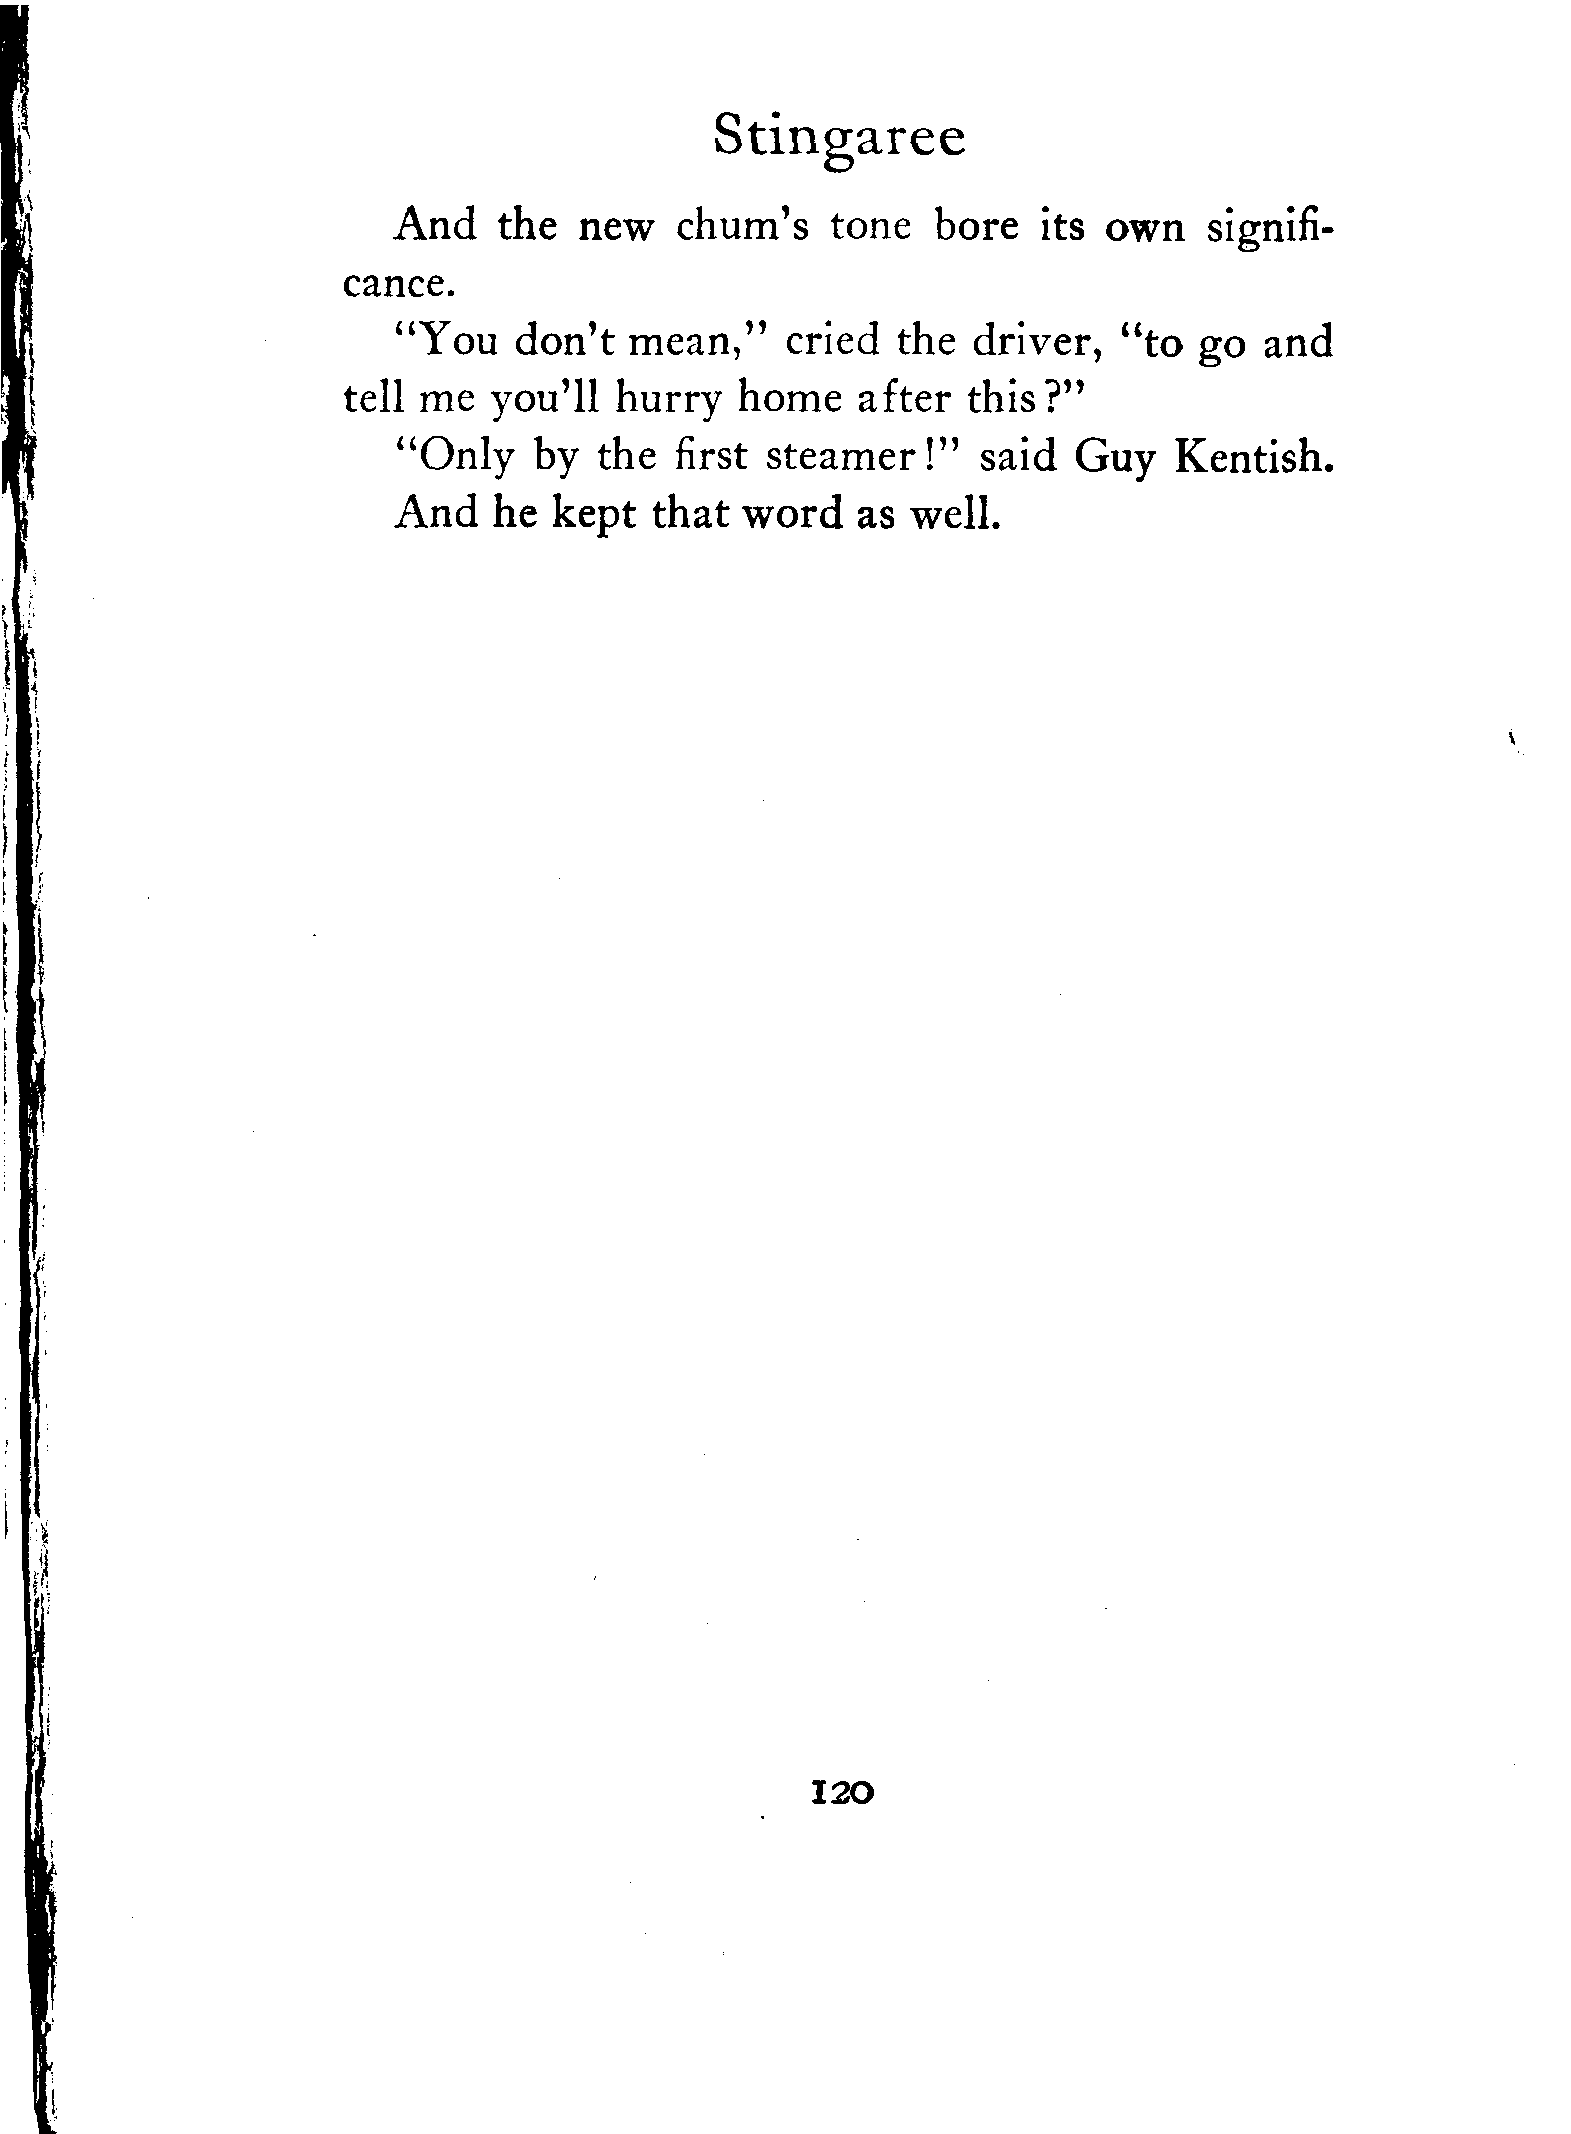 Stingaree
And the new chum's tone bore its own signifi-
cance.
"You don't mean," cried the driver, "to go and
tell me you'll hurry home after this?"
"Only by the first steamer!" said Guy Kentish.
And he kept that word as well.
120